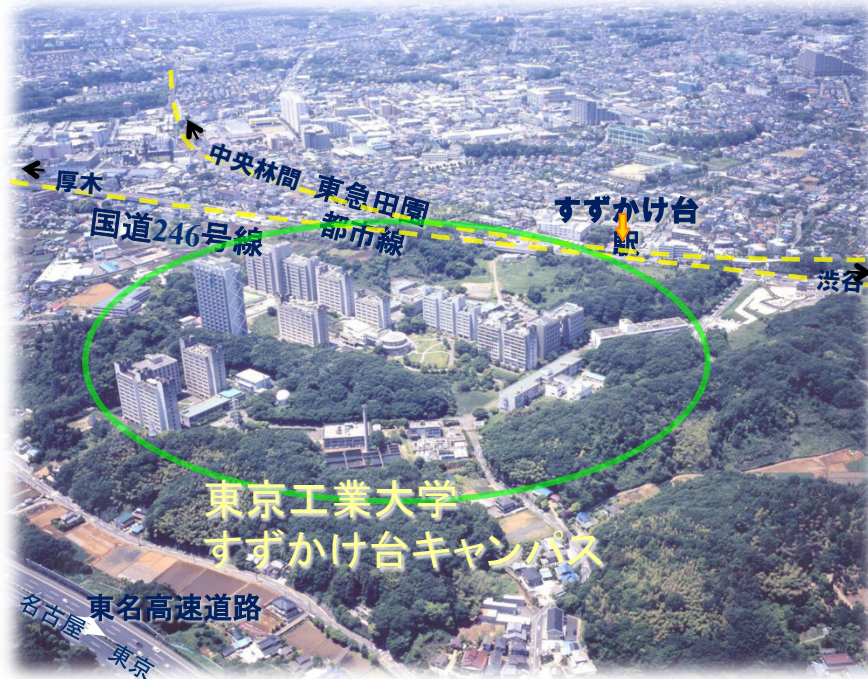 中央林間
東急田園
都市線
厚木
国道246号線
すずかけ台
駅
渋谷
東京工業大学
すずかけ台キャンパス
東名高速道路
名古屋
東京